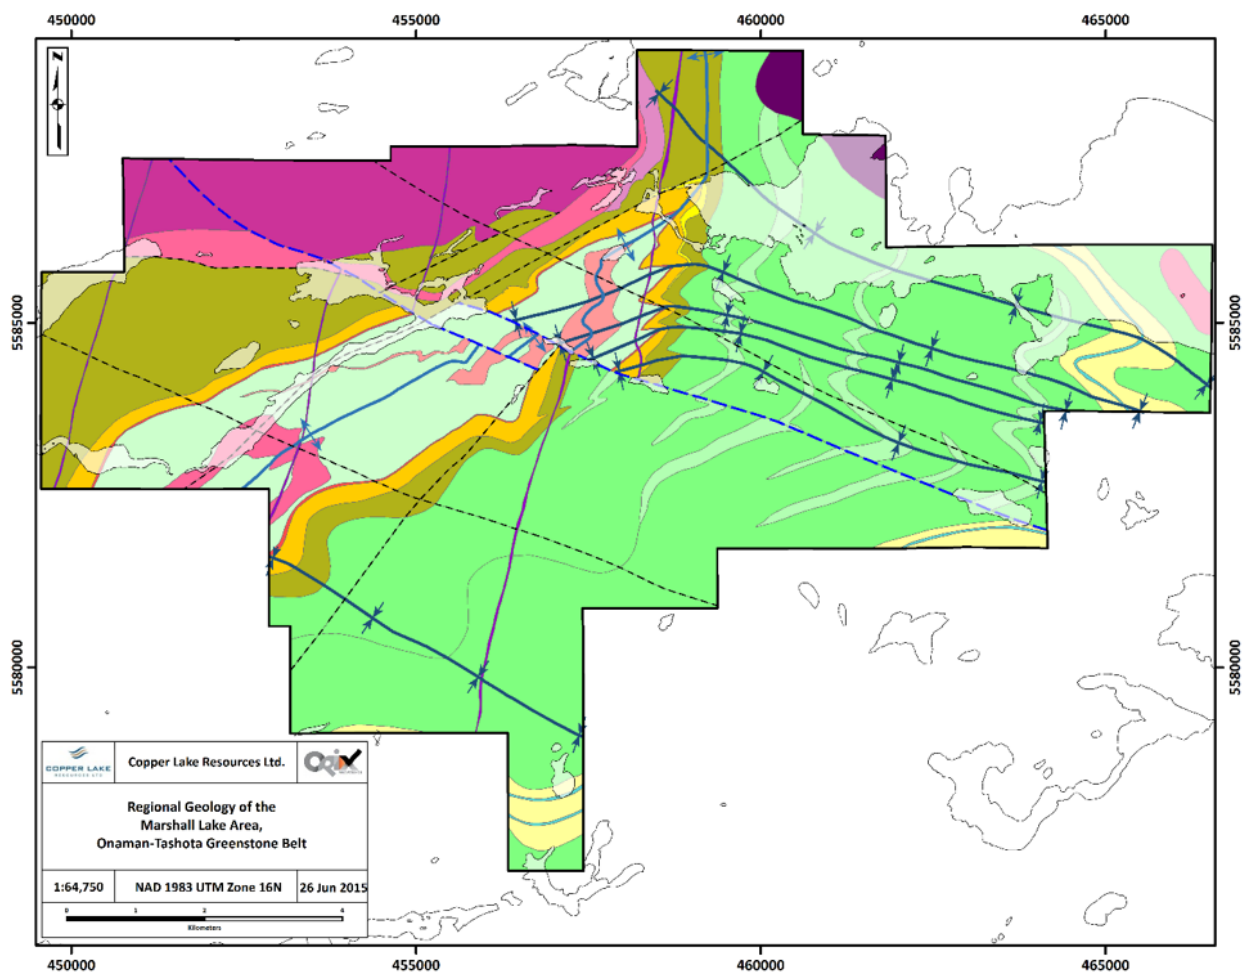 450000
455000
460000
465000
N
5585000
5585000
5580000
5580000
COPPER LAKE
RESOURCES LTD
Copper Lake Resources Ltd.
Regional Geology of the
Marshall Lake Area,
Onaman-Tashota Greenstone Belt
1:64,750
NAD 1983 UTM Zone 16N
26 Jun 2015
0 1 2 4
Kilometers
450000
455000
460000
465000